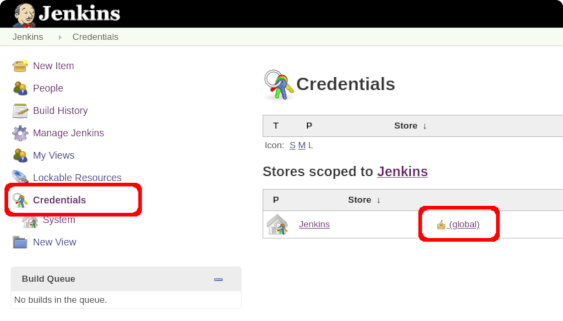 Jenkins
Jenkins › Credentials
New Item
People
Build History
Manage Jenkins
My Views
Lockable Resources
Credentials
System
New View
Build Queue
No builds in the queue.
Credentials
T P Store ↓
Icon: S M L
Stores scoped to Jenkins
P Store ↓
Jenkins (global)